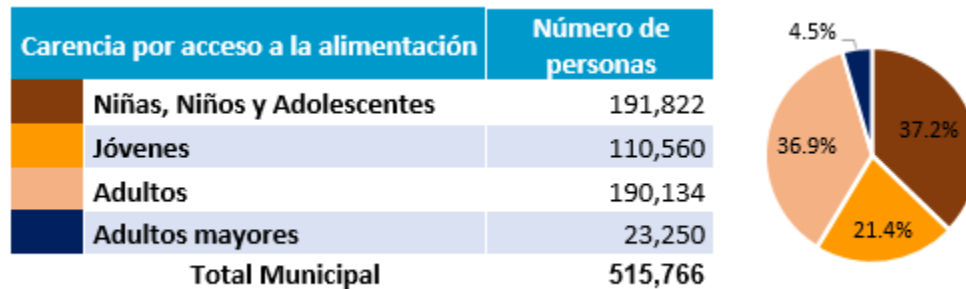 Carencia por acceso a la alimentación Número de personas
Niñas, Niños y Adolescentes 191,822
Jóvenes 110,560
Adultos 190,134
Adultos mayores 23,250
Total Municipal 515,766
4.5%
37.2%
36.9%
21.4%